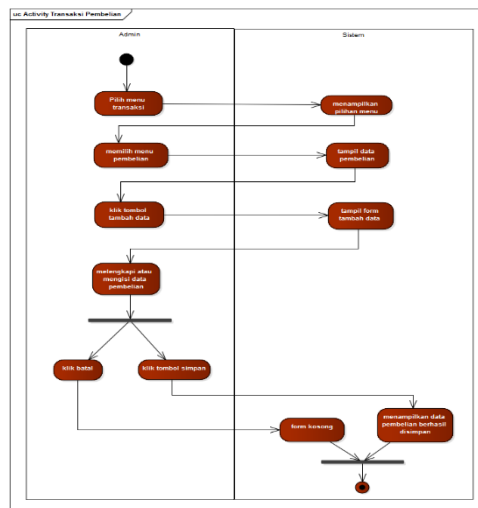 uc Activity Transaksi Pembelian
Admin
Sistem
Pilih menu
transaksi
menampilkan
pilihan menu
memilih menu
pembelian
tampil data
pembelian
klik tombol
tambah data
tampil form
tambah data
melengkapi atau
mengisi data
pembelian
klik batal
klik tombol simpan
form kosong
menampilkan data
pembelian berhasil
disimpan